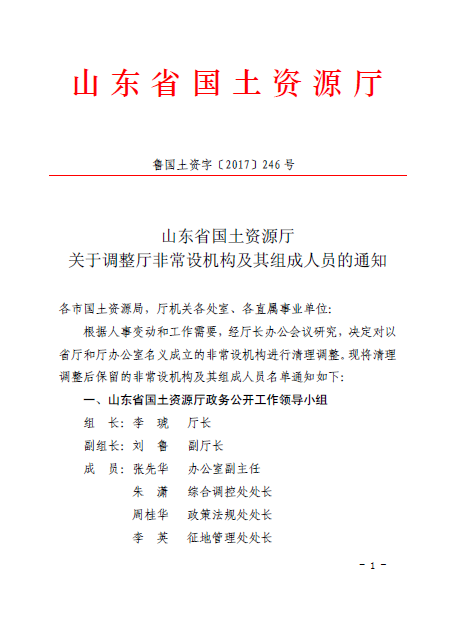 山东省国土资源厅
鲁国土资字〔2017〕246号
山东省国土资源厅
关于调整厅非常设机构及其组成人员的通知
各市国土资源局，厅机关各处室、各直属事业单位：
根据人事变动和工作需要，经厅长办公会议研究，决定对以
省厅和厅办公室名义成立的非常设机构进行清理调整。现将清理
调整后保留的非常设机构及其组成人员名单通知如下：
一、山东省国土资源厅政务公开工作领导小组
组 长：李 琥 厅长
副组长：刘 鲁 副厅长
成 员：张先华 办公室副主任
朱 潇 综合调控处处长
周桂华 政策法规处处长
李 英 征地管理处处长
- 1 -